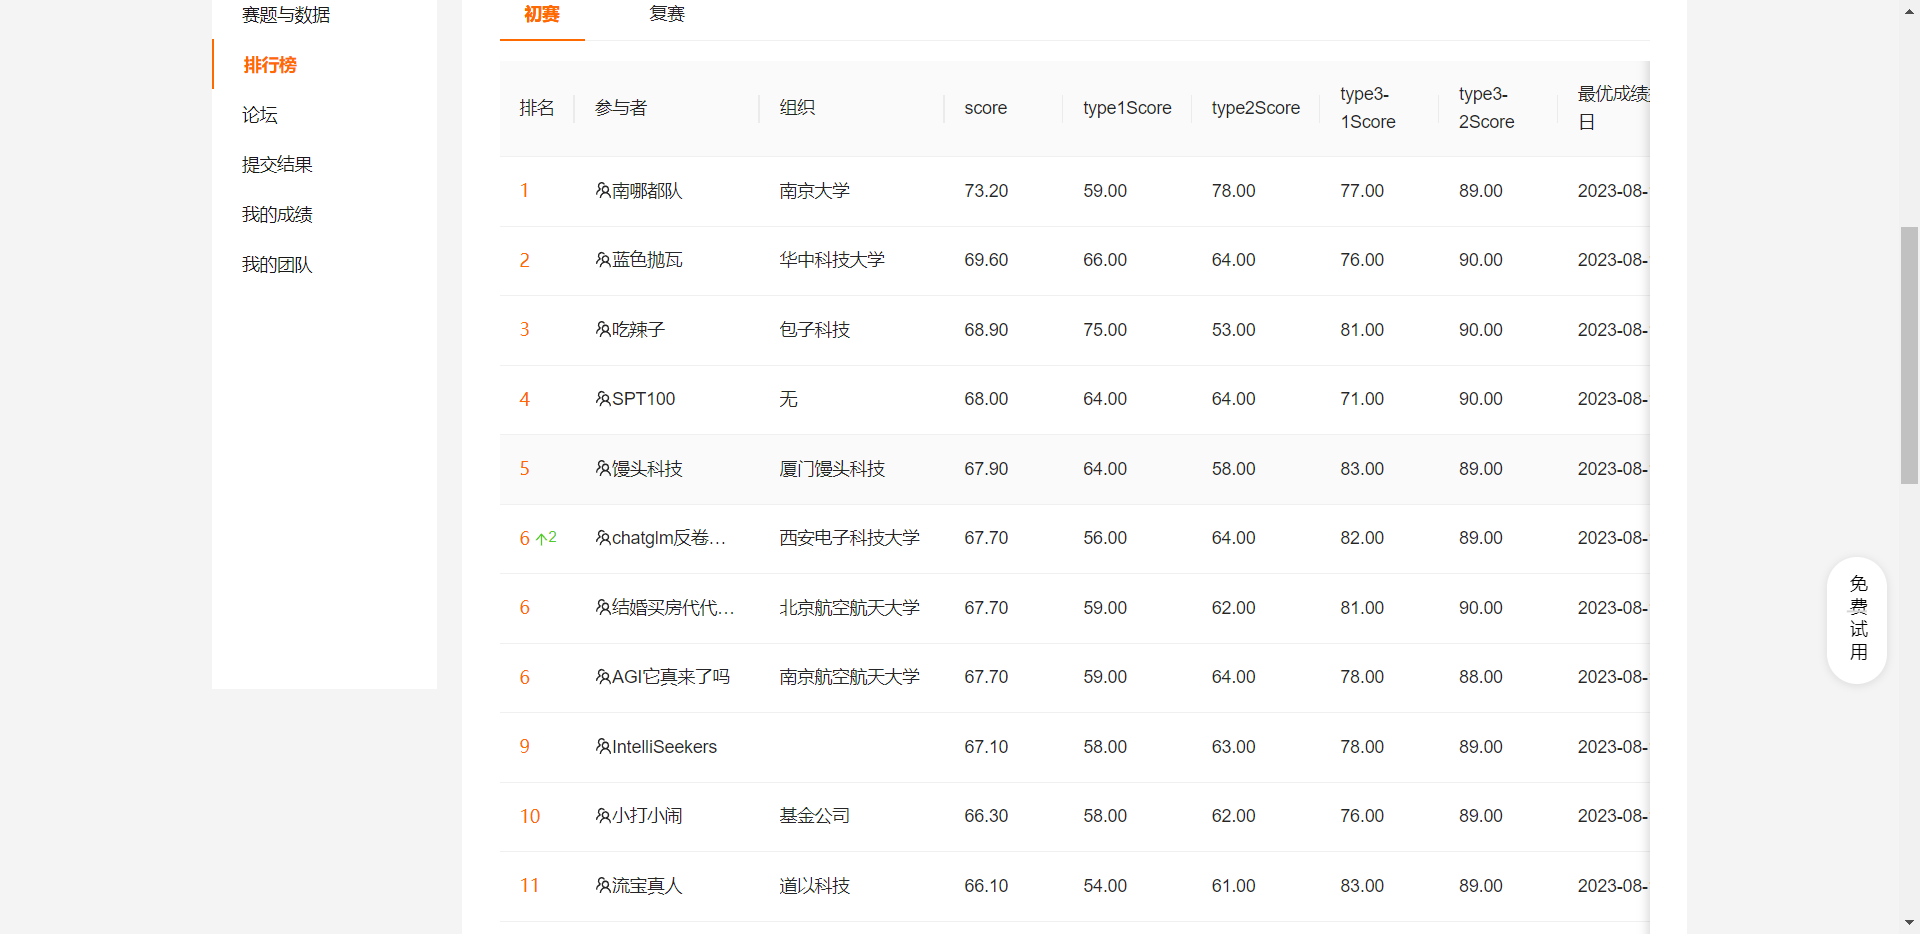 赛题与数据
排行榜
论坛
提交结果
我的成绩
我的团队
初赛 复赛
排名 参与者 组织 score type1Score type2Score type3-1Score type3-2Score 最优成绩 日
1 南哪都队 南京大学 73.20 59.00 78.00 77.00 89.00 2023-08-
2 蓝色抛瓦 华中科技大学 69.60 66.00 64.00 76.00 90.00 2023-08-
3 吃辣子 包子科技 68.90 75.00 53.00 81.00 90.00 2023-08-
4 SPT100 无 68.00 64.00 64.00 71.00 90.00 2023-08-
5 馒头科技 厦门馒头科技 67.90 64.00 58.00 83.00 89.00 2023-08-
6 ↑2 chatglm反卷… 西安电子科技大学 67.70 56.00 64.00 82.00 89.00 2023-08-
6 结婚买房代代… 北京航空航天大学 67.70 59.00 62.00 81.00 90.00 2023-08-
6 AGI它真来了吗 南京航空航天大学 67.70 59.00 64.00 78.00 88.00 2023-08-
9 IntelliSeekers 67.10 58.00 63.00 78.00 89.00 2023-08-
10 小打小闹 基金公司 66.30 58.00 62.00 76.00 89.00 2023-08-
11 流宝真人 道以科技 66.10 54.00 61.00 83.00 89.00 2023-08-
免费试用